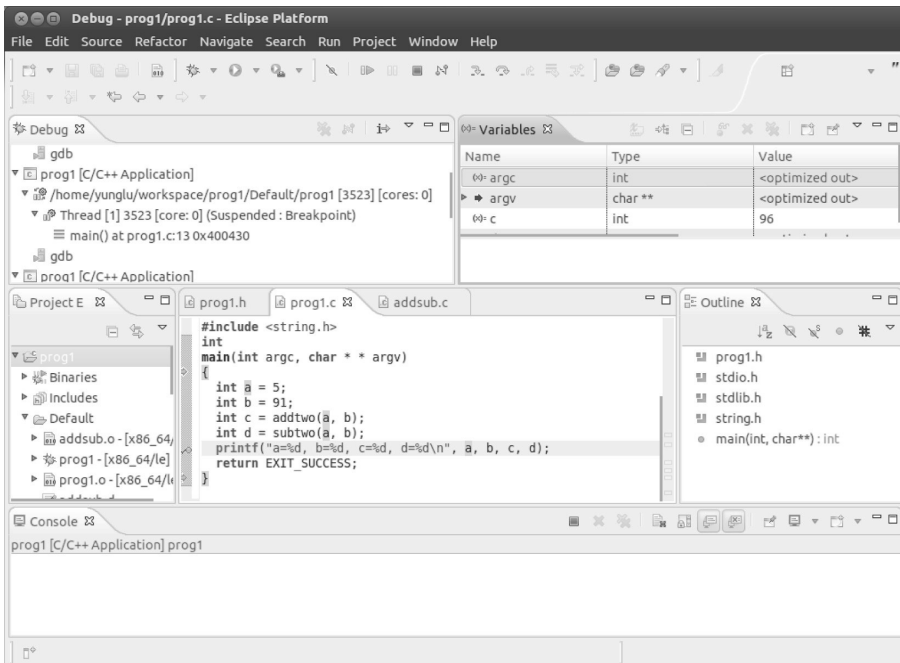 Debug - prog1/prog1.c - Eclipse Platform
File Edit Source Refactor Navigate Search Run Project Window Help
Debug
gdb
prog1 [C/C++ Application]
/home/yunglu/workspace/prog1/Default/prog1 [3523] [cores: 0]
Thread [1] 3523 [core: 0] (Suspended : Breakpoint)
main() at prog1.c:13 0x400430
gdb
prog1 [C/C++ Application]
(x)= Variables
Name Type Value
(x)= argc int <optimized out>
argv char ** <optimized out>
(x)= c int 96
Project E
prog1
Binaries
Includes
Default
addsub.o - [x86_64/
prog1 - [x86_64/le]
prog1.o - [x86_64/le
prog1.h prog1.c addsub.c
#include <string.h>
int
main(int argc, char * * argv)
{
int a = 5;
int b = 91;
int c = addtwo(a, b);
int d = subtwo(a, b);
printf("a=%d, b=%d, c=%d, d=%d\n", a, b, c, d);
return EXIT_SUCCESS;
}
Outline
prog1.h
stdio.h
stdlib.h
string.h
main(int, char**) : int
Console
prog1 [C/C++ Application] prog1